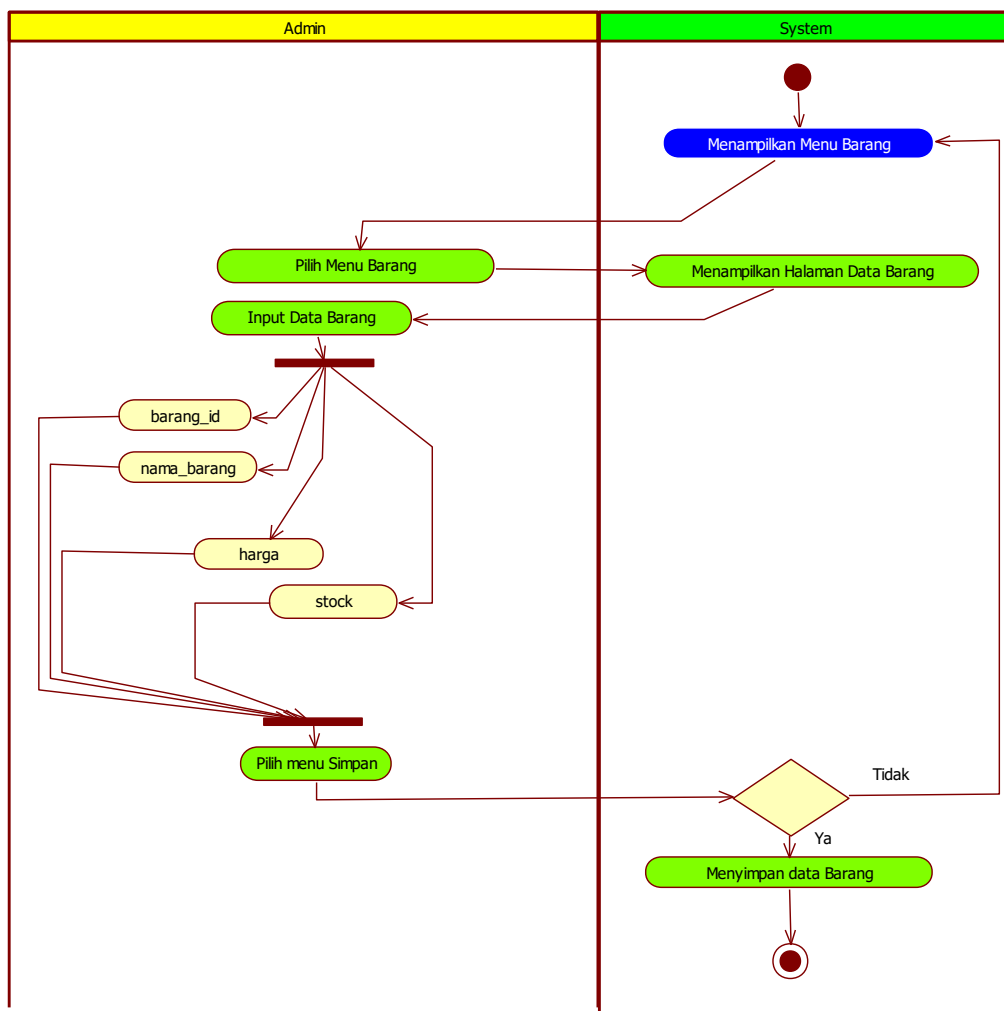 Admin
System
Menampilkan Menu Barang
Pilih Menu Barang
Menampilkan Halaman Data Barang
Input Data Barang
barang_id
nama_barang
harga
stock
Pilih menu Simpan
Tidak
Ya
Menyimpan data Barang